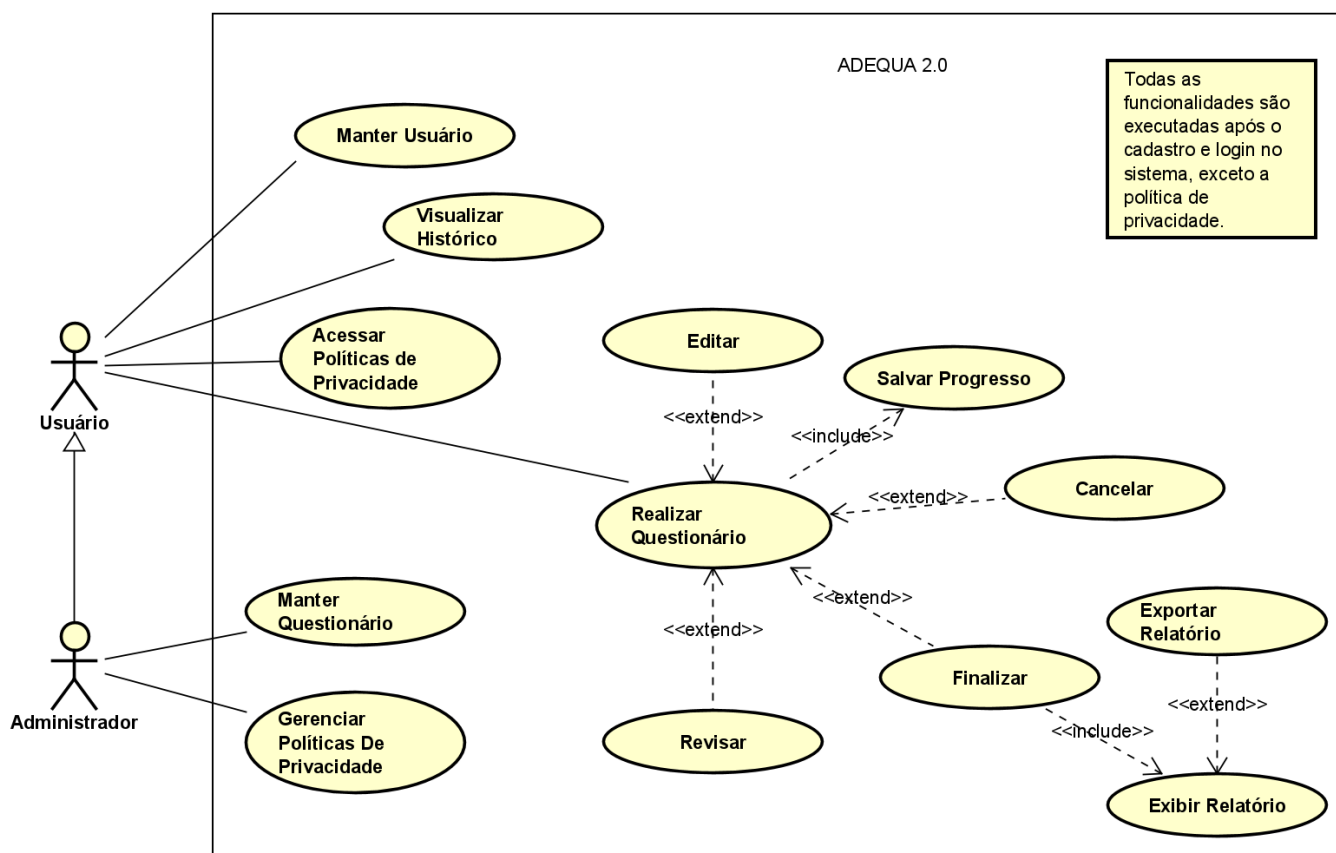 ADEQUA 2.0
Todas as
funcionalidades são
executadas após o
cadastro e login no
sistema, exceto a
política de
privacidade.
Manter Usuário
Visualizar
Histórico
Acessar
Políticas de
Privacidade
Usuário
Editar
Salvar Progresso
<<extend>>
<<include>>
Realizar
Questionário
<<extend>>
Cancelar
Manter
Questionário
<<extend>>
<<extend>>
Exportar
Relatório
Administrador
Gerenciar
Políticas De
Privacidade
Revisar
Finalizar
<<extend>>
<<include>>
Exibir Relatório